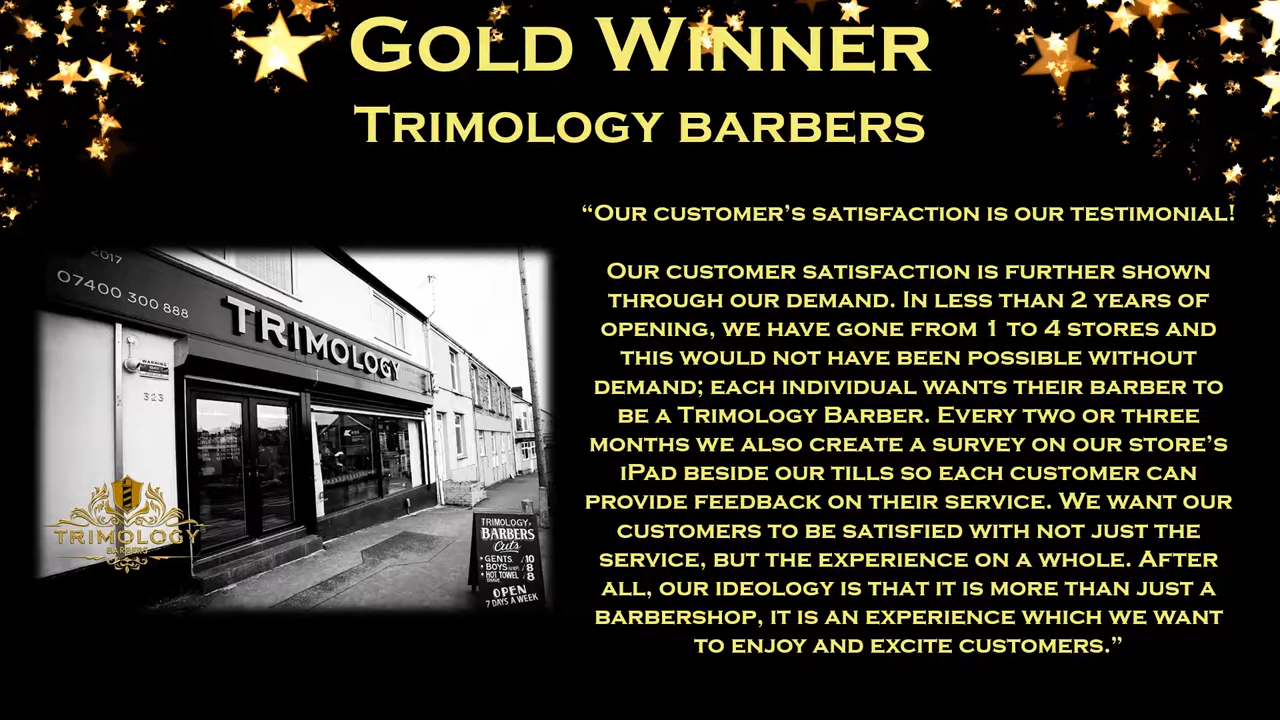 GOLD WINNER
TRIMOLOGY BARBERS
“OUR CUSTOMER’S SATISFACTION IS OUR TESTIMONIAL!
OUR CUSTOMER SATISFACTION IS FURTHER SHOWN
THROUGH OUR DEMAND. IN LESS THAN 2 YEARS OF
OPENING, WE HAVE GONE FROM 1 TO 4 STORES AND
THIS WOULD NOT HAVE BEEN POSSIBLE WITHOUT
DEMAND; EACH INDIVIDUAL WANTS THEIR BARBER TO
BE A TRIMOLOGY BARBER. EVERY TWO OR THREE
MONTHS WE ALSO CREATE A SURVEY ON OUR STORE’S
IPAD BESIDE OUR TILLS SO EACH CUSTOMER CAN
PROVIDE FEEDBACK ON THEIR SERVICE. WE WANT OUR
CUSTOMERS TO BE SATISFIED WITH NOT JUST THE
SERVICE, BUT THE EXPERIENCE ON A WHOLE. AFTER
ALL, OUR IDEOLOGY IS THAT IT IS MORE THAN JUST A
BARBERSHOP, IT IS AN EXPERIENCE WHICH WE WANT
TO ENJOY AND EXCITE CUSTOMERS.”
2017
07400 300 888
TRIMOLOGY
WARNING
323
TRIMOLOGY
BARBERS
TRIMOLOGY
BARBERS
Cuts
• GENTS /10
• BOYS /8
• HOT TOWEL /8
OPEN
7 DAYS A WEEK